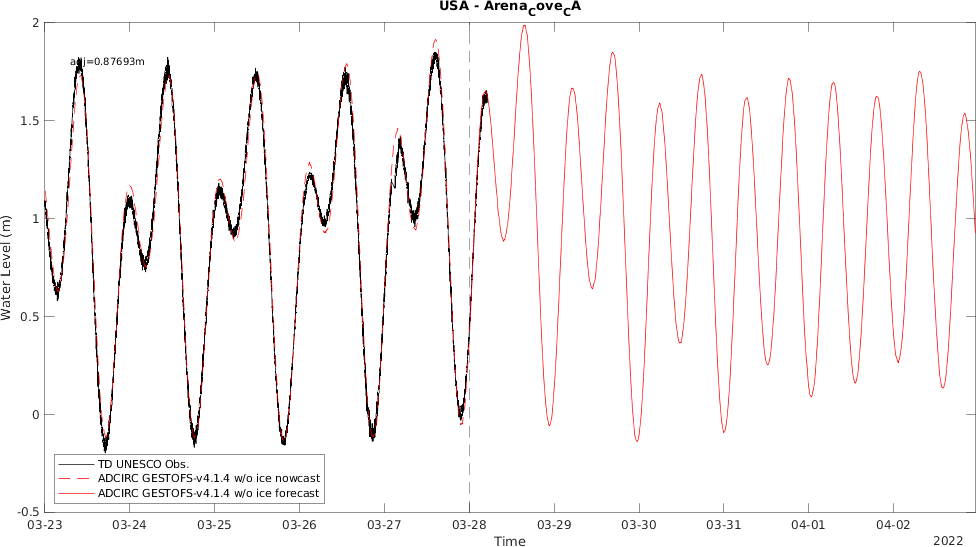 USA - ArenaCoveCA
adj=0.87693m
2
1.5
1
0.5
0
-0.5
Water Level (m)
TD UNESCO Obs.
ADCIRC GESTOFS-v4.1.4 w/o ice nowcast
ADCIRC GESTOFS-v4.1.4 w/o ice forecast
03-23 03-24 03-25 03-26 03-27 03-28 03-29 03-30 03-31 04-01 04-02
Time
2022